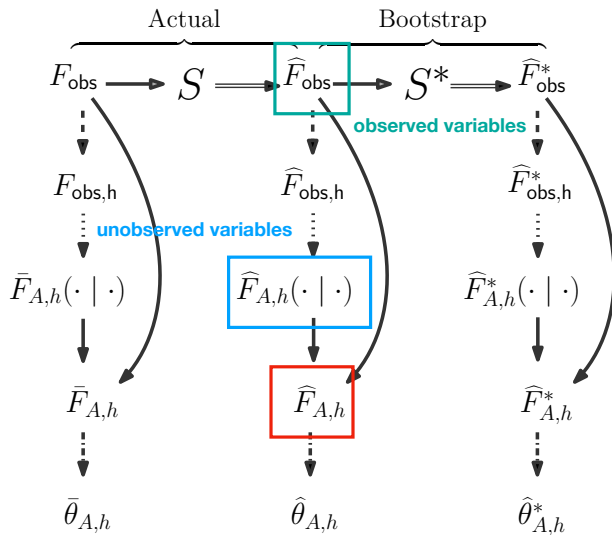 Actual Bootstrap
F_obs S F̂_obs S* F̂*_obs
observed variables
F_obs,h F̂_obs,h F̂*_obs,h
unobserved variables
F̄_A,h(· | ·) F̂_A,h(· | ·) F̂*_A,h(· | ·)
F̄_A,h F̂_A,h F̂*_A,h
θ̄_A,h θ̂_A,h θ̂*_A,h